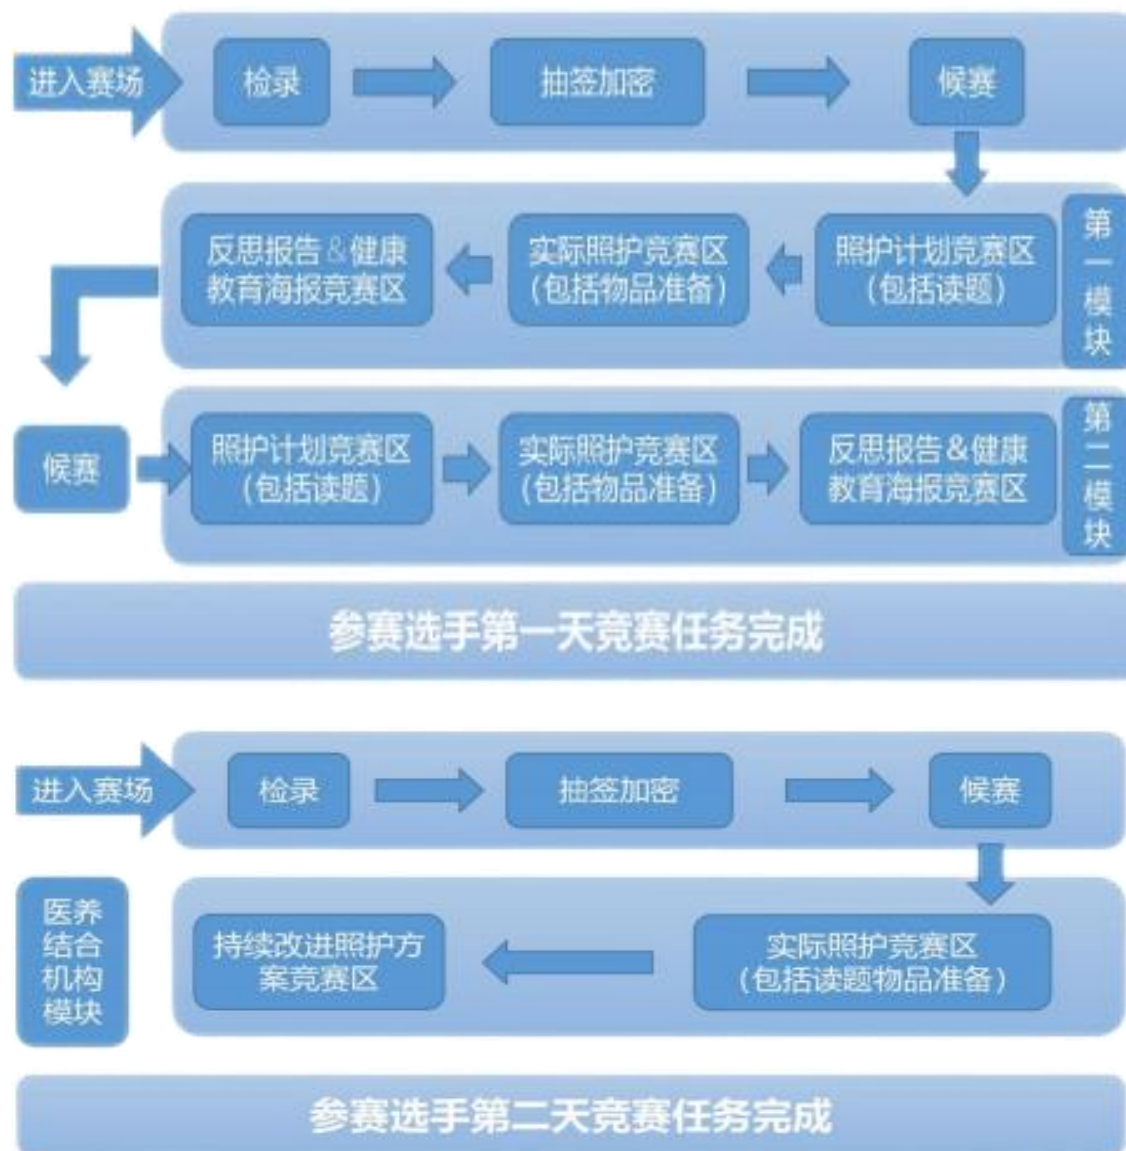 进入赛场
检录
抽签加密
候赛
第一模块
照护计划竞赛区
（包括读题）
实际照护竞赛区
（包括物品准备）
反思报告＆健康
教育海报竞赛区
候赛
照护计划竞赛区
（包括读题）
实际照护竞赛区
（包括物品准备）
反思报告＆健康
教育海报竞赛区
第二模块
参赛选手第一天竞赛任务完成
进入赛场
检录
抽签加密
候赛
医养
结合
机构
模块
实际照护竞赛区
（包括读题物品准备）
持续改进照护方
案竞赛区
参赛选手第二天竞赛任务完成